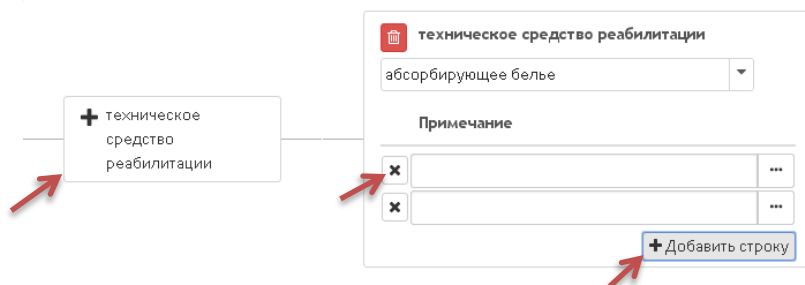 техническое средство реабилитации
абсорбирующее белье
техническое
средство
реабилитации
Примечание
Добавить строку